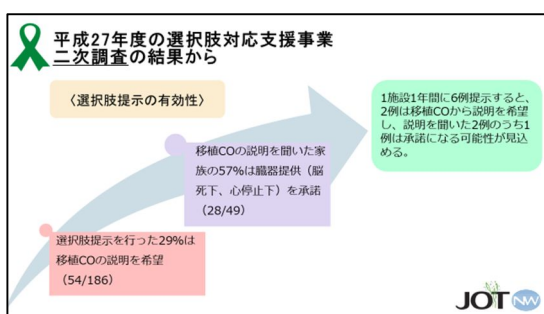 平成27年度の選択肢対応支援事業
二次調査の結果から
〈選択肢提示の有効性〉
1施設1年間に6例提示すると、
2例は移植COから説明を希望
し、説明を聞いた2例のうち1
例は承諾になる可能性が見込
める。
移植COの説明を聞いた家
族の57%は臓器提供（脳
死下、心停止下）を承諾
（28/49）
選択肢提示を行った29%は
移植COの説明を希望
（54/186）
JOT NW